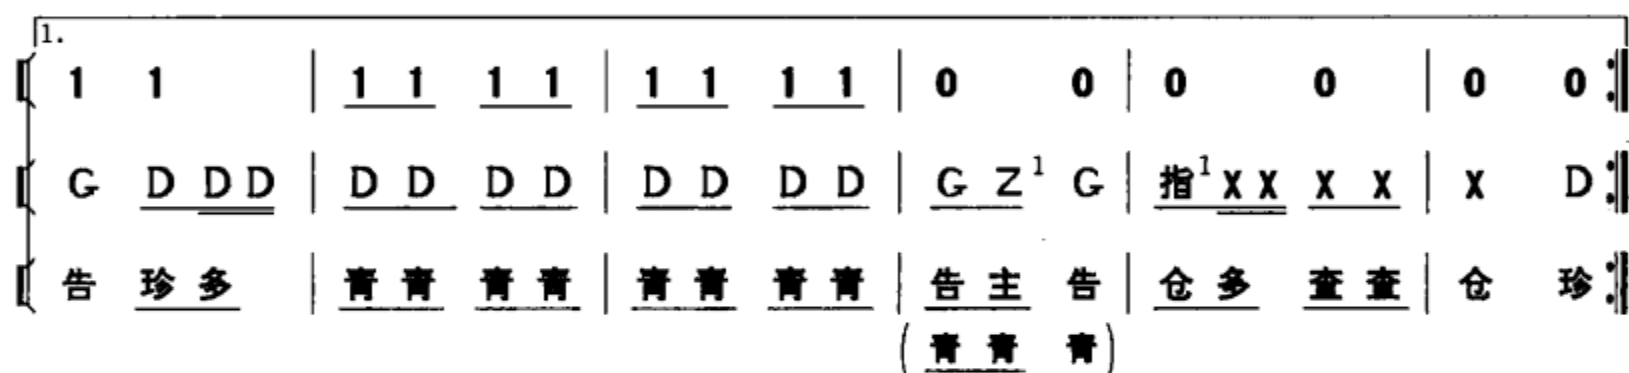 1.
1 1 | 1 1 1 1 | 1 1 1 1 | 0 0 | 0 0 | 0 0
G D D D | D D D D | D D D D | G Z¹ G | 指¹ X X X X | X D
告 珍 多 | 青 青 青 青 | 青 青 青 青 | 告 主 告 | 仓 多 查 查 | 仓 珍
( 青 青 青 )